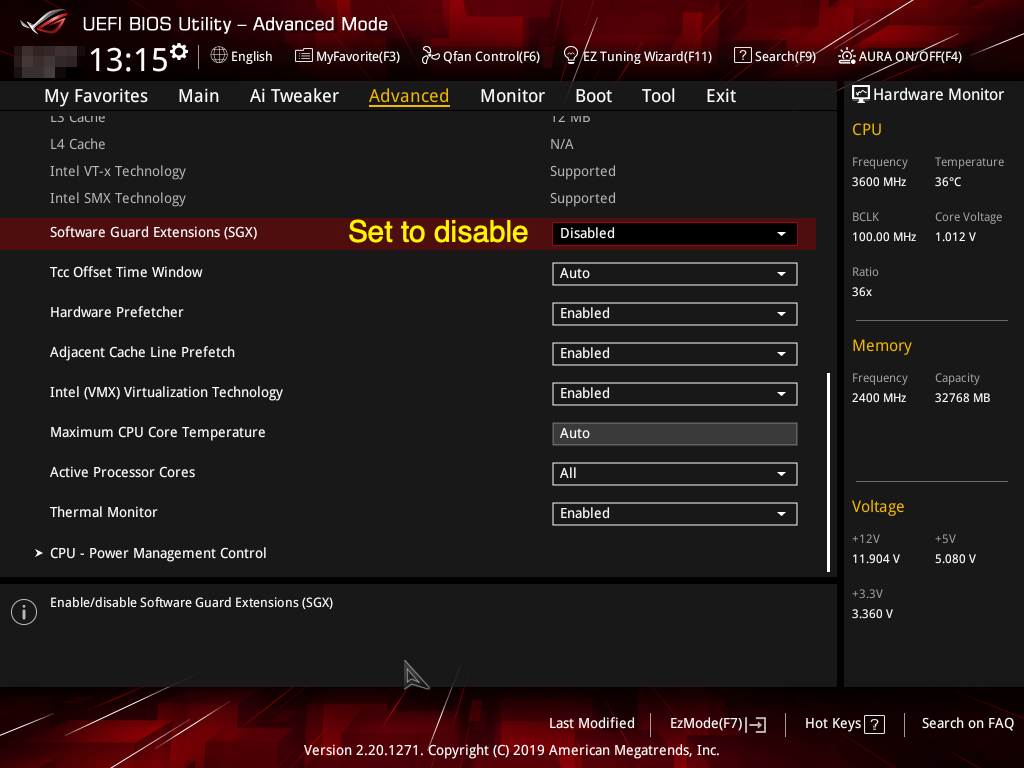 UEFI BIOS Utility – Advanced Mode
13:15
English
MyFavorite(F3)
Qfan Control(F6)
EZ Tuning Wizard(F11)
Search(F9)
AURA ON/OFF(F4)
My Favorites
Main
Ai Tweaker
Advanced
Monitor
Boot
Tool
Exit
L3 Cache 12 MB
L4 Cache N/A
Intel VT-x Technology Supported
Intel SMX Technology Supported
Software Guard Extensions (SGX) Set to disable Disabled
Tcc Offset Time Window Auto
Hardware Prefetcher Enabled
Adjacent Cache Line Prefetch Enabled
Intel (VMX) Virtualization Technology Enabled
Maximum CPU Core Temperature Auto
Active Processor Cores All
Thermal Monitor Enabled
CPU - Power Management Control
Enable/disable Software Guard Extensions (SGX)
Hardware Monitor
CPU
Frequency Temperature
3600 MHz 36°C
BCLK Core Voltage
100.00 MHz 1.012 V
Ratio
36x
Memory
Frequency Capacity
2400 MHz 32768 MB
Voltage
+12V +5V
11.904 V 5.080 V
+3.3V
3.360 V
Last Modified
EzMode(F7)
Hot Keys ?
Search on FAQ
Version 2.20.1271. Copyright (C) 2019 American Megatrends, Inc.